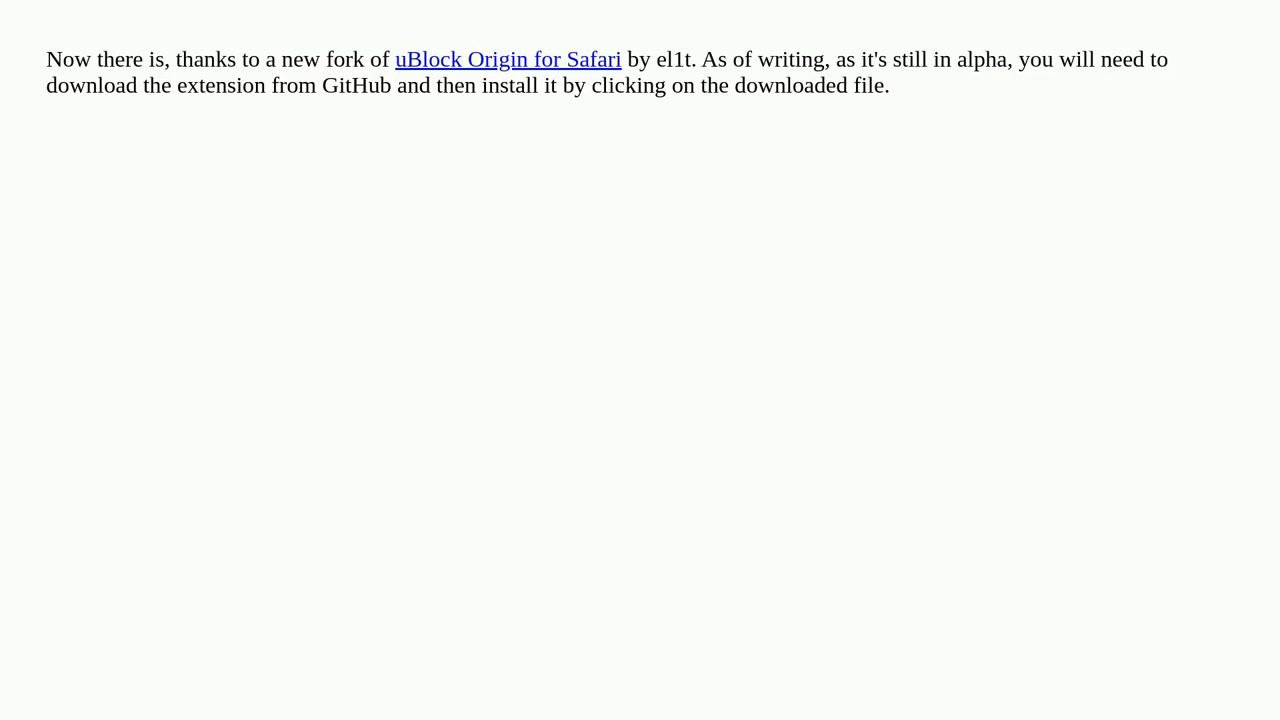 Now there is, thanks to a new fork of uBlock Origin for Safari by el1t. As of writing, as it's still in alpha, you will need to
download the extension from GitHub and then install it by clicking on the downloaded file.